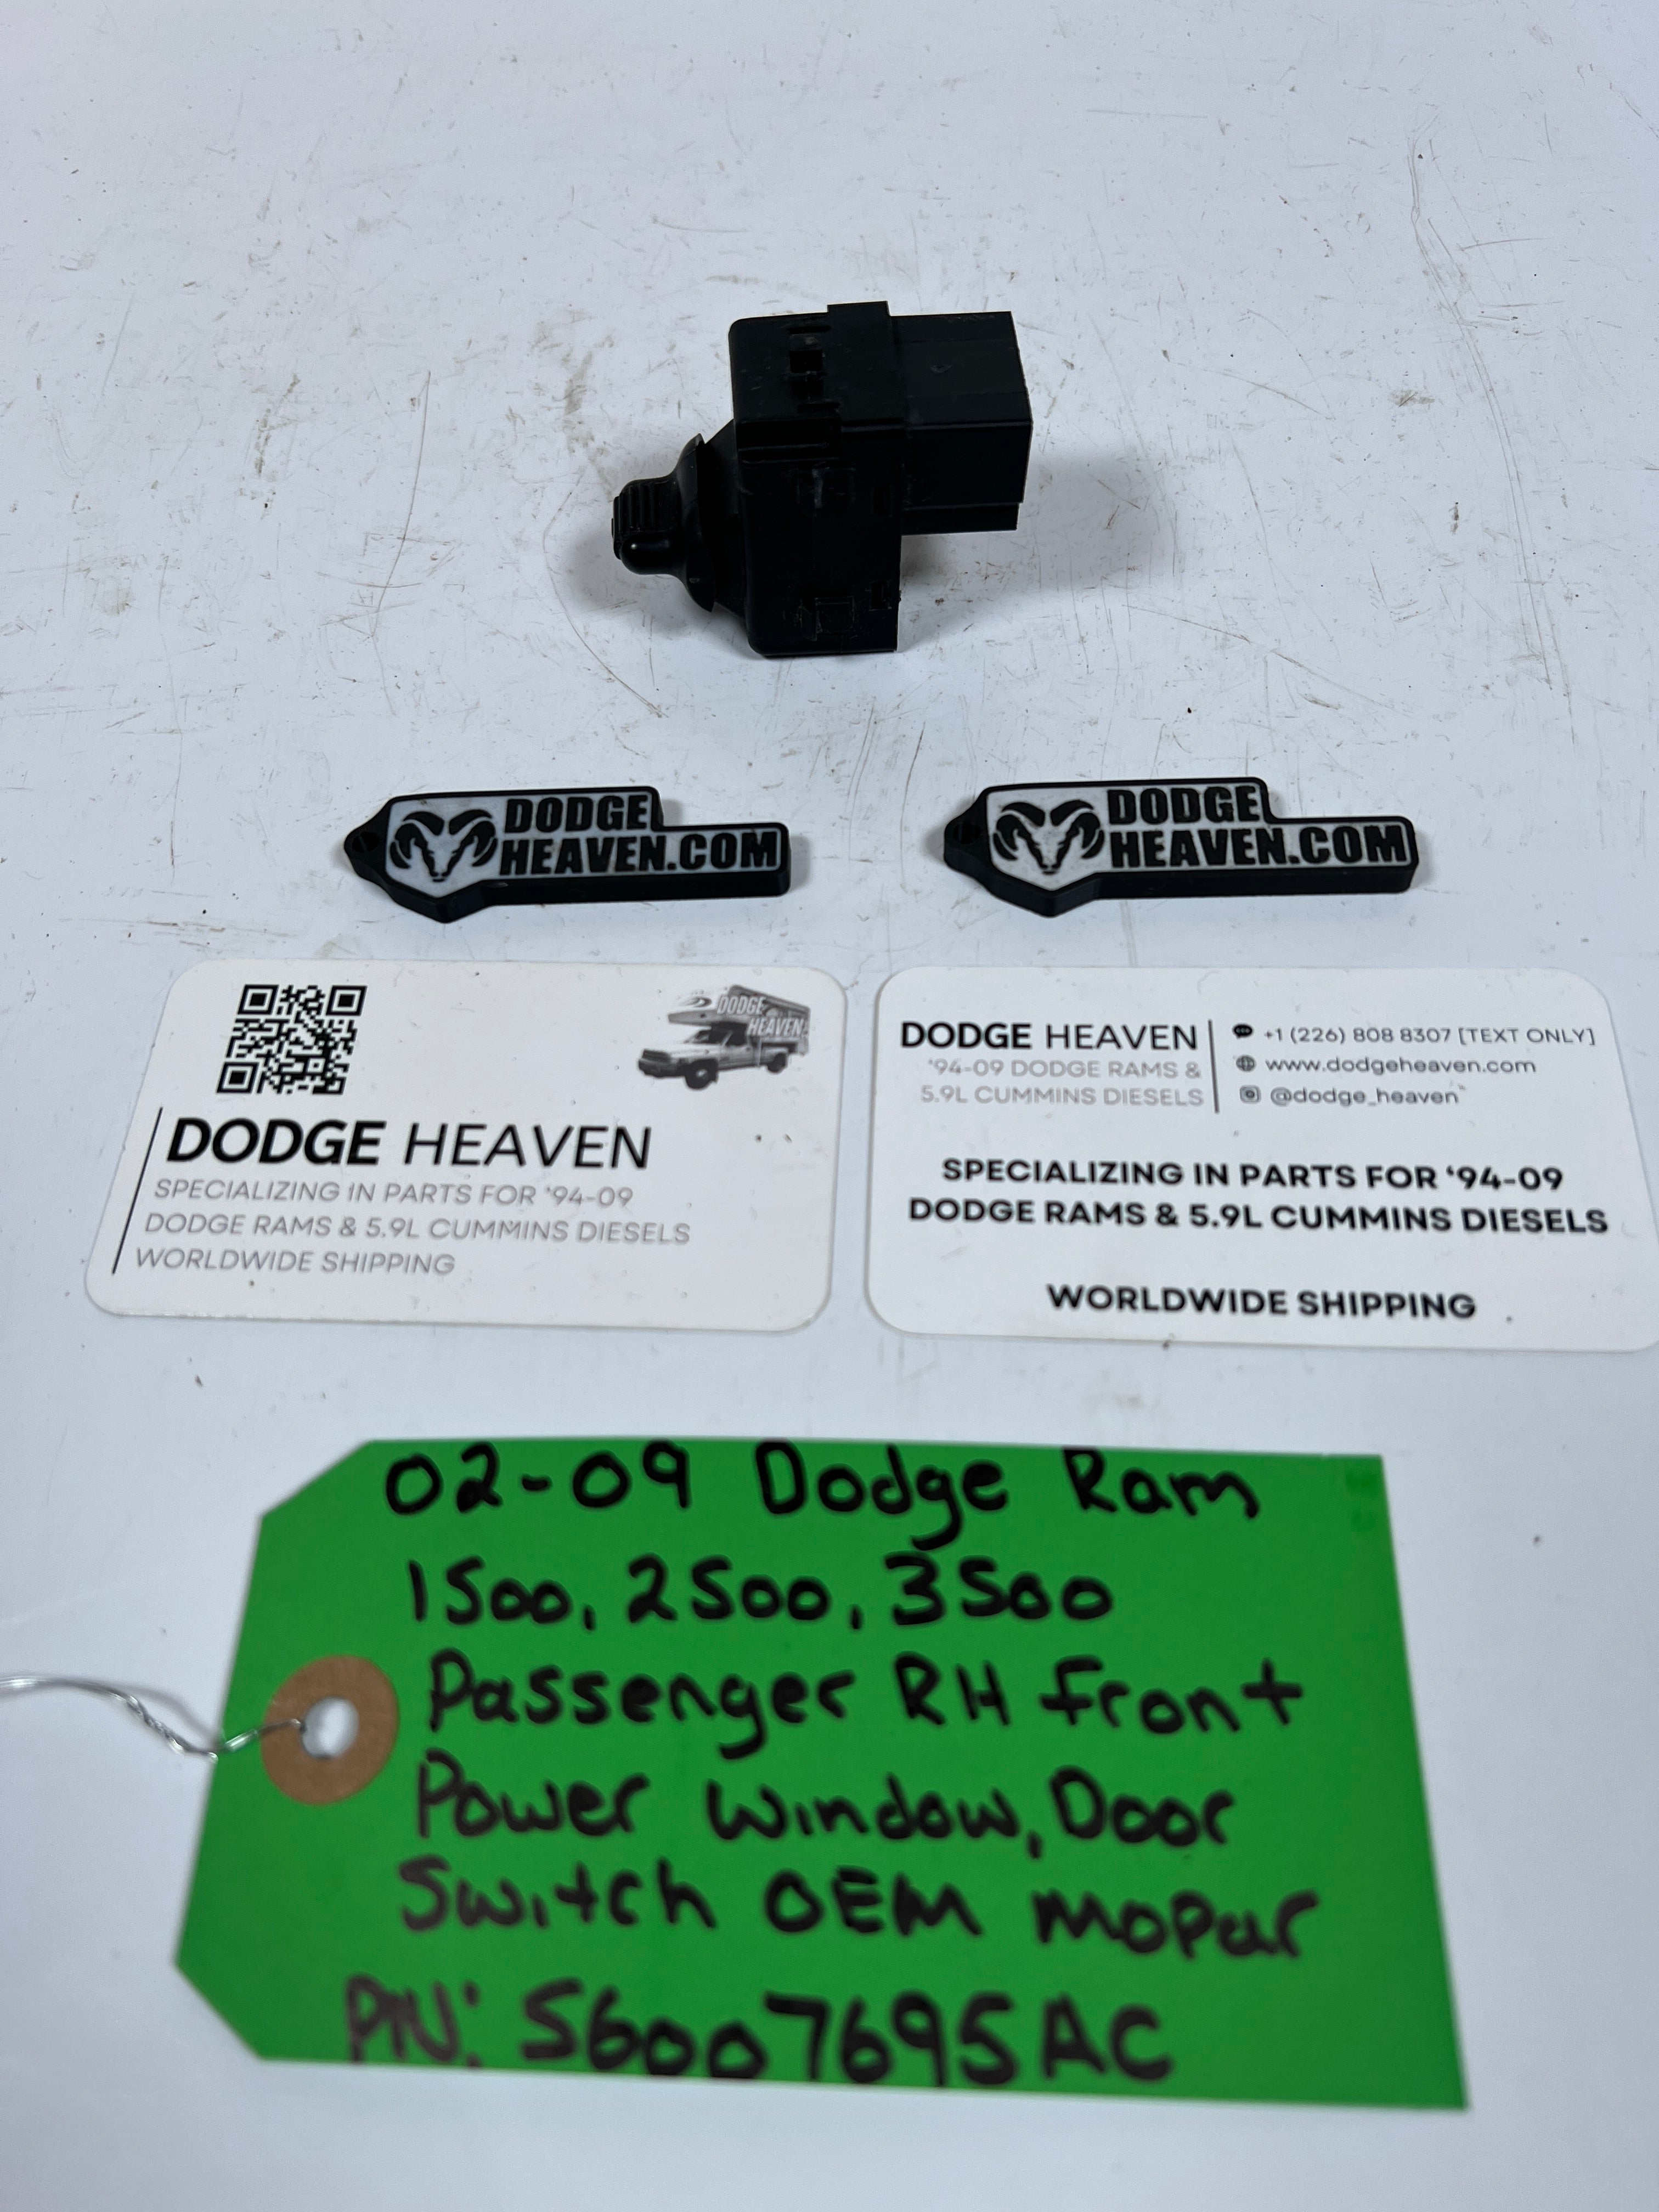 DODGE
HEAVEN.COM
DODGE
HEAVEN.COM
DODGE
HEAVEN
DODGE HEAVEN
SPECIALIZING IN PARTS FOR '94-09
DODGE RAMS & 5.9L CUMMINS DIESELS
WORLDWIDE SHIPPING
DODGE HEAVEN
'94-09 DODGE RAMS &
5.9L CUMMINS DIESELS
+1 (226) 808 8307 [TEXT ONLY]
www.dodgeheaven.com
@dodge_heaven
SPECIALIZING IN PARTS FOR '94-09
DODGE RAMS & 5.9L CUMMINS DIESELS
WORLDWIDE SHIPPING
02-09 Dodge Ram
1500, 2500, 3500
Passenger RH front
Power window, Door
Switch OEM mopar
PN: 56007695AC